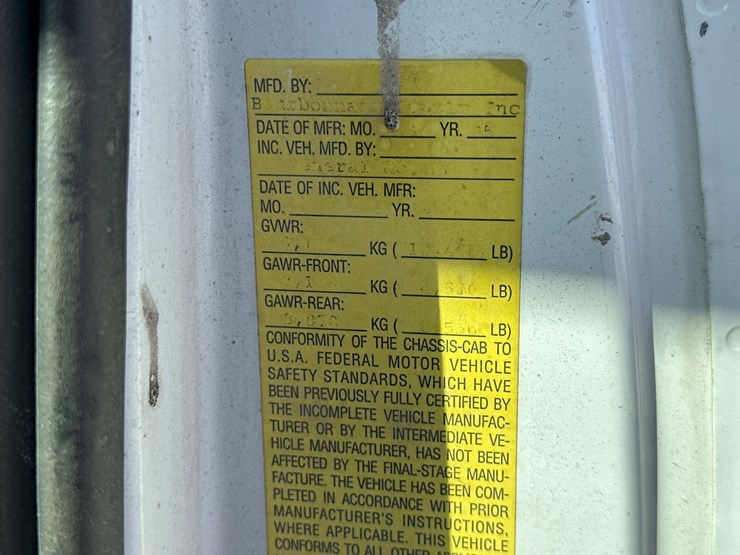 MFD. BY:
Inc
DATE OF MFR: MO. YR.
INC. VEH. MFD. BY:
DATE OF INC. VEH. MFR:
MO. YR.
GVWR:
KG ( LB)
GAWR-FRONT:
KG ( LB)
GAWR-REAR:
KG ( LB)
CONFORMITY OF THE CHASSIS-CAB TO
U.S.A. FEDERAL MOTOR VEHICLE
SAFETY STANDARDS, WHICH HAVE
BEEN PREVIOUSLY FULLY CERTIFIED BY
THE INCOMPLETE VEHICLE MANUFAC-
TURER OR BY THE INTERMEDIATE VE-
HICLE MANUFACTURER, HAS NOT BEEN
AFFECTED BY THE FINAL-STAGE MANU-
FACTURE. THE VEHICLE HAS BEEN COM-
PLETED IN ACCORDANCE WITH PRIOR
MANUFACTURER'S INSTRUCTIONS,
WHERE APPLICABLE. THIS VEHICLE
CONFORMS TO ALL OTHER